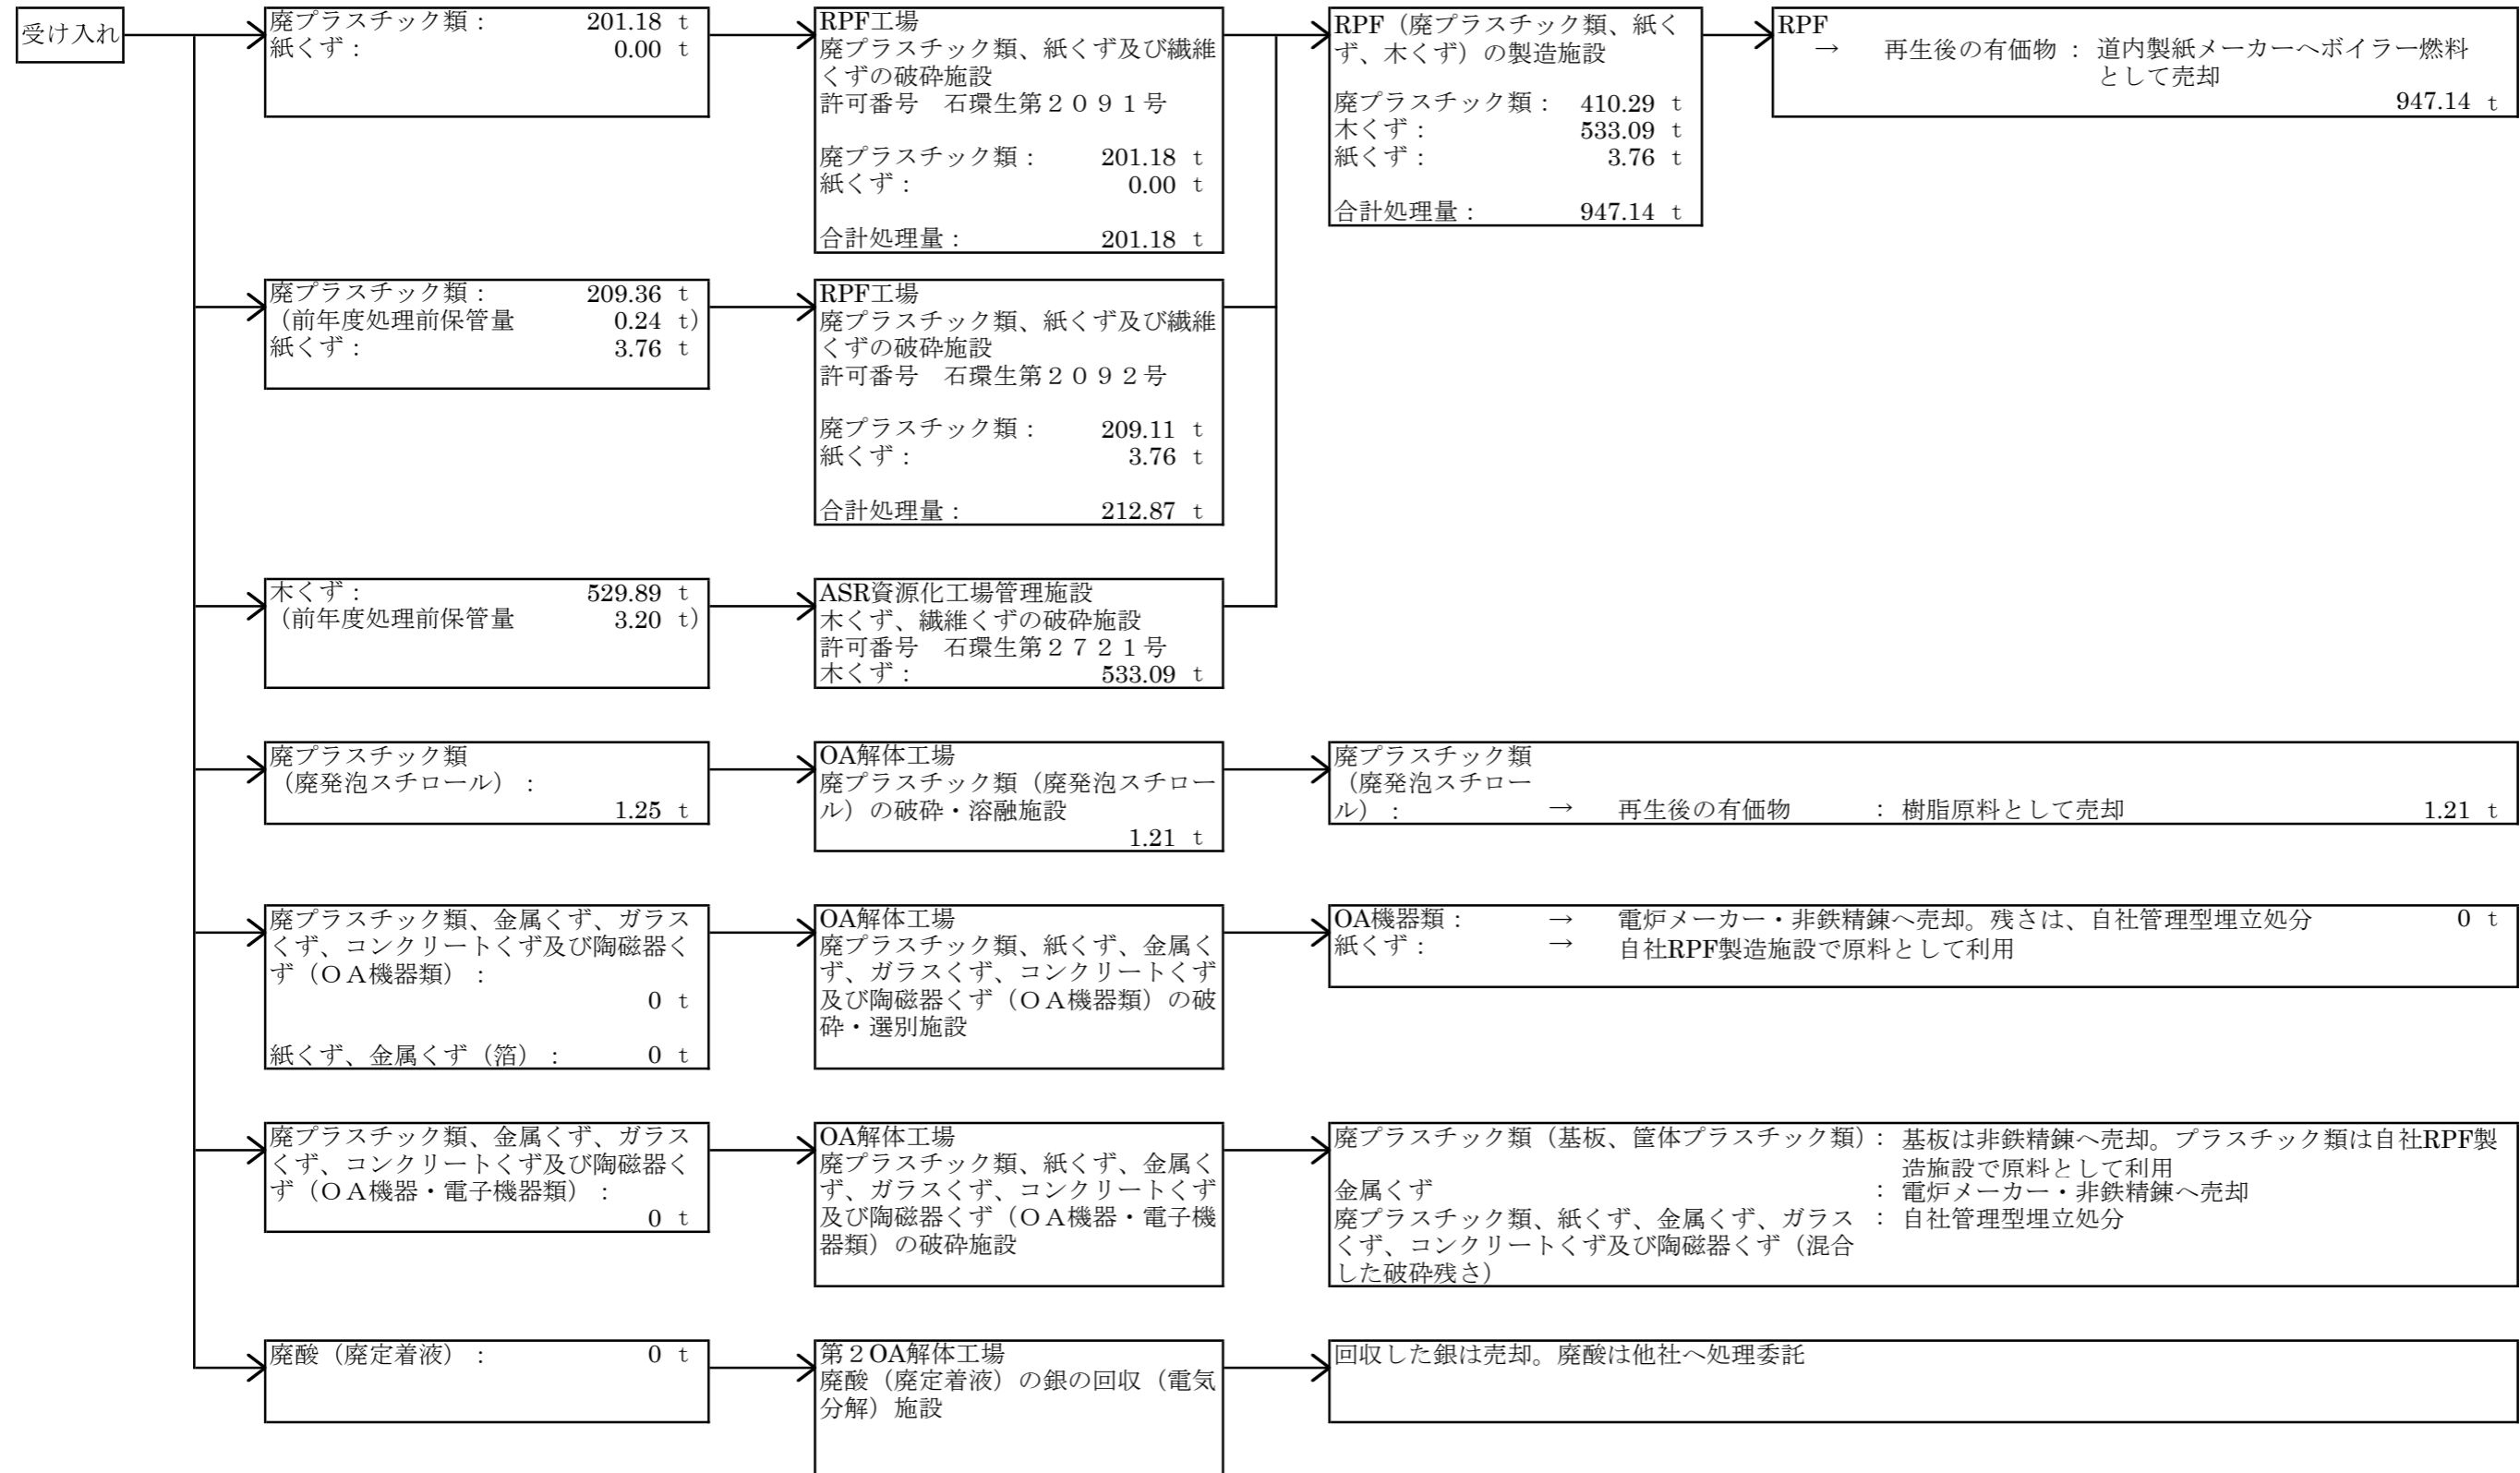 受け入れ
廃プラスチック類： 201.18 t
紙くず： 0.00 t
RPF工場
廃プラスチック類、紙くず及び繊維
くずの破砕施設
許可番号　石環生第２０９１号
廃プラスチック類： 201.18 t
紙くず： 0.00 t
合計処理量： 201.18 t
RPF（廃プラスチック類、紙く
ず、木くず）の製造施設
廃プラスチック類： 410.29 t
木くず： 533.09 t
紙くず： 3.76 t
合計処理量： 947.14 t
RPF
→ 再生後の有価物 ： 道内製紙メーカーへボイラー燃料
として売却
947.14 t
廃プラスチック類： 209.36 t
（前年度処理前保管量 0.24 t）
紙くず： 3.76 t
RPF工場
廃プラスチック類、紙くず及び繊維
くずの破砕施設
許可番号　石環生第２０９２号
廃プラスチック類： 209.11 t
紙くず： 3.76 t
合計処理量： 212.87 t
木くず： 529.89 t
（前年度処理前保管量 3.20 t）
ASR資源化工場管理施設
木くず、繊維くずの破砕施設
許可番号　石環生第２７２１号
木くず： 533.09 t
廃プラスチック類
（廃発泡スチロール）：
1.25 t
OA解体工場
廃プラスチック類（廃発泡スチロー
ル）の破砕・溶融施設
1.21 t
廃プラスチック類
（廃発泡スチロー
ル）： → 再生後の有価物 ： 樹脂原料として売却 1.21 t
廃プラスチック類、金属くず、ガラス
くず、コンクリートくず及び陶磁器く
ず（ＯＡ機器類）：
0 t
紙くず、金属くず（箔）： 0 t
OA解体工場
廃プラスチック類、紙くず、金属く
ず、ガラスくず、コンクリートくず
及び陶磁器くず（ＯＡ機器類）の破
砕・選別施設
OA機器類： → 電炉メーカー・非鉄精錬へ売却。残さは、自社管理型埋立処分 0 t
紙くず： → 自社RPF製造施設で原料として利用
廃プラスチック類、金属くず、ガラス
くず、コンクリートくず及び陶磁器く
ず（ＯＡ機器・電子機器類）：
0 t
OA解体工場
廃プラスチック類、紙くず、金属く
ず、ガラスくず、コンクリートくず
及び陶磁器くず（ＯＡ機器・電子機
器類）の破砕施設
廃プラスチック類（基板、筐体プラスチック類）： 基板は非鉄精錬へ売却。プラスチック類は自社RPF製
造施設で原料として利用
金属くず ： 電炉メーカー・非鉄精錬へ売却
廃プラスチック類、紙くず、金属くず、ガラス ： 自社管理型埋立処分
くず、コンクリートくず及び陶磁器くず（混合
した破砕残さ）
廃酸（廃定着液）： 0 t
第２OA解体工場
廃酸（廃定着液）の銀の回収（電気
分解）施設
回収した銀は売却。廃酸は他社へ処理委託